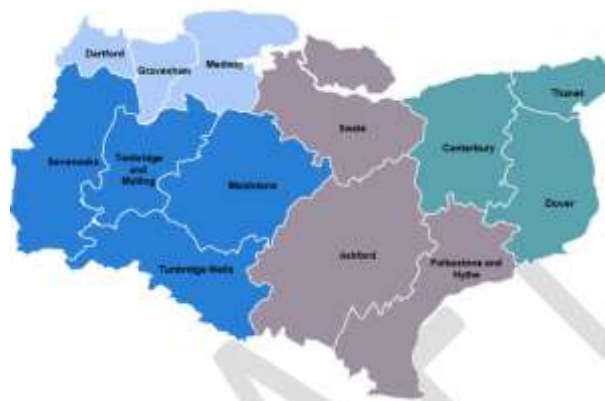 Dartford
Gravesham
Medway
Swale
Thanet
Canterbury
Sevenoaks
Tonbridge
and
Malling
Maidstone
Dover
Ashford
Folkestone and
Hythe
Tunbridge Wells